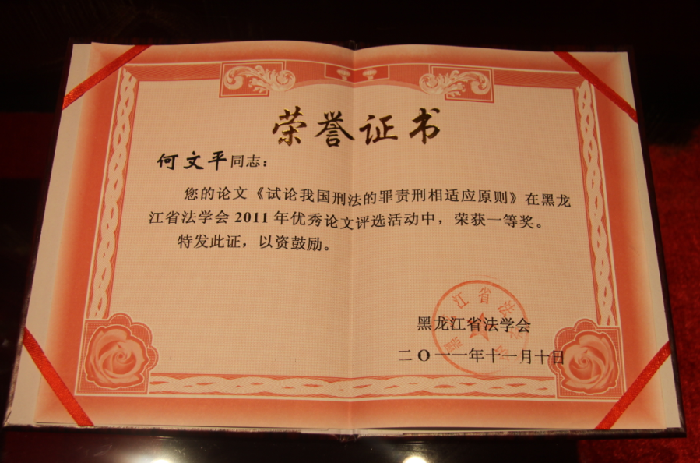 荣誉证书
何文平同志：
您的论文《试论我国刑法的罪责刑相适应原则》在黑龙
江省法学会2011年优秀论文评选活动中，荣获一等奖。
特发此证，以资鼓励。
黑龙江省法学会
二〇一一年十一月十日